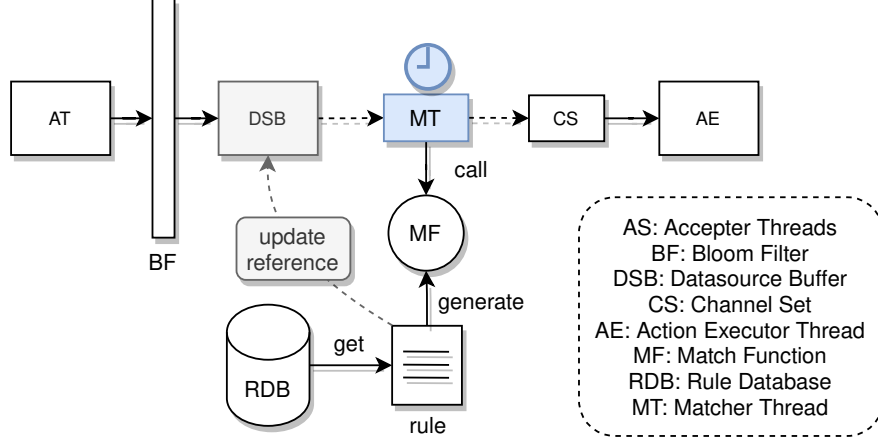 AT
DSB
MT
CS
AE
call
BF
update
reference
MF
generate
get
RDB
rule
AS: Accepter Threads
BF: Bloom Filter
DSB: Datasource Buffer
CS: Channel Set
AE: Action Executor Thread
MF: Match Function
RDB: Rule Database
MT: Matcher Thread